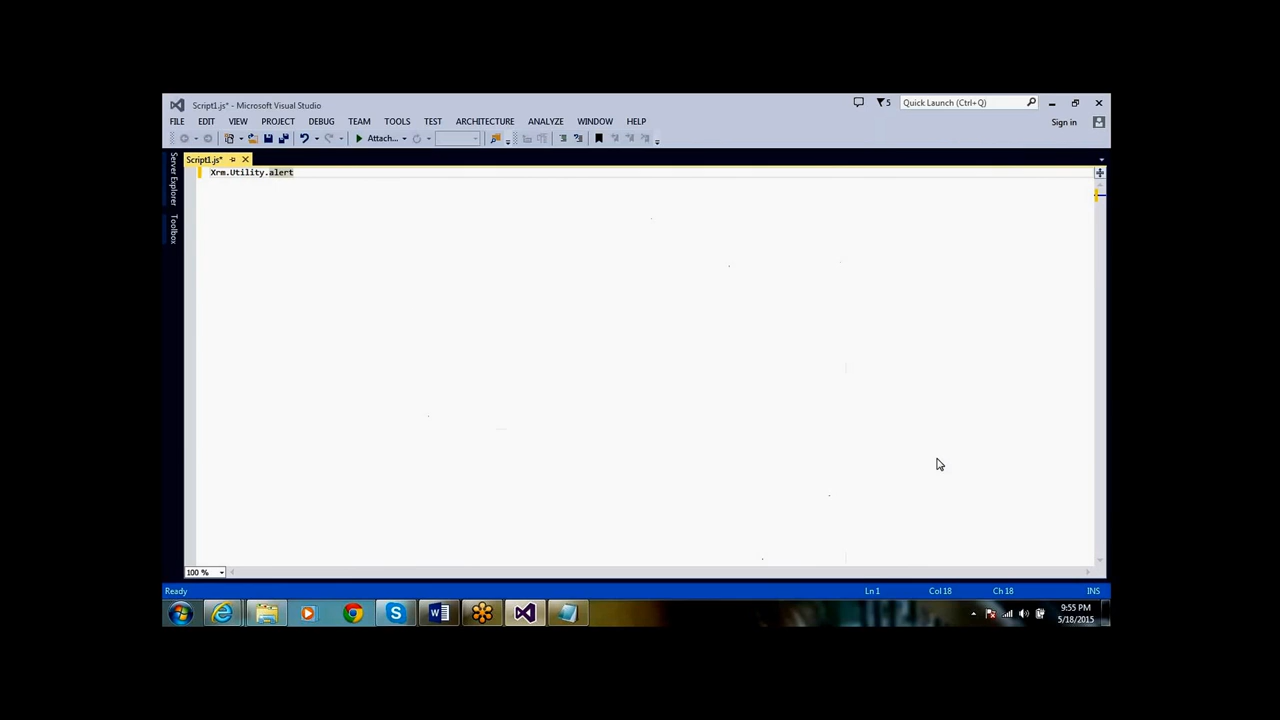 Script1.js* - Microsoft Visual Studio
5
Quick Launch (Ctrl+Q)
FILE EDIT VIEW PROJECT DEBUG TEAM TOOLS TEST ARCHITECTURE ANALYZE WINDOW HELP
Sign in
Attach...
Script1.js*
Server Explorer
Toolbox
Xrm.Utility.alert
100 %
Ready
Ln 1
Col 18
Ch 18
INS
9:55 PM
5/18/2015